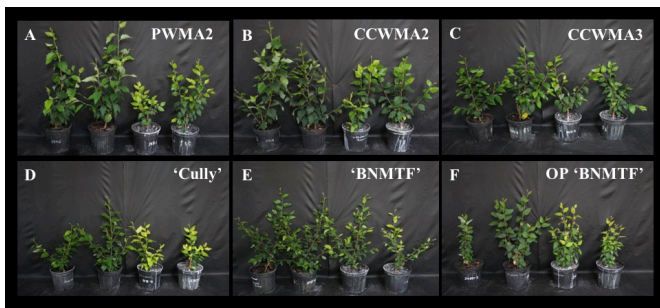 A PWMA2
B CCWMA2
C CCWMA3
D ‘Cully’
E ‘BNMTF’
F OP ‘BNMTF’